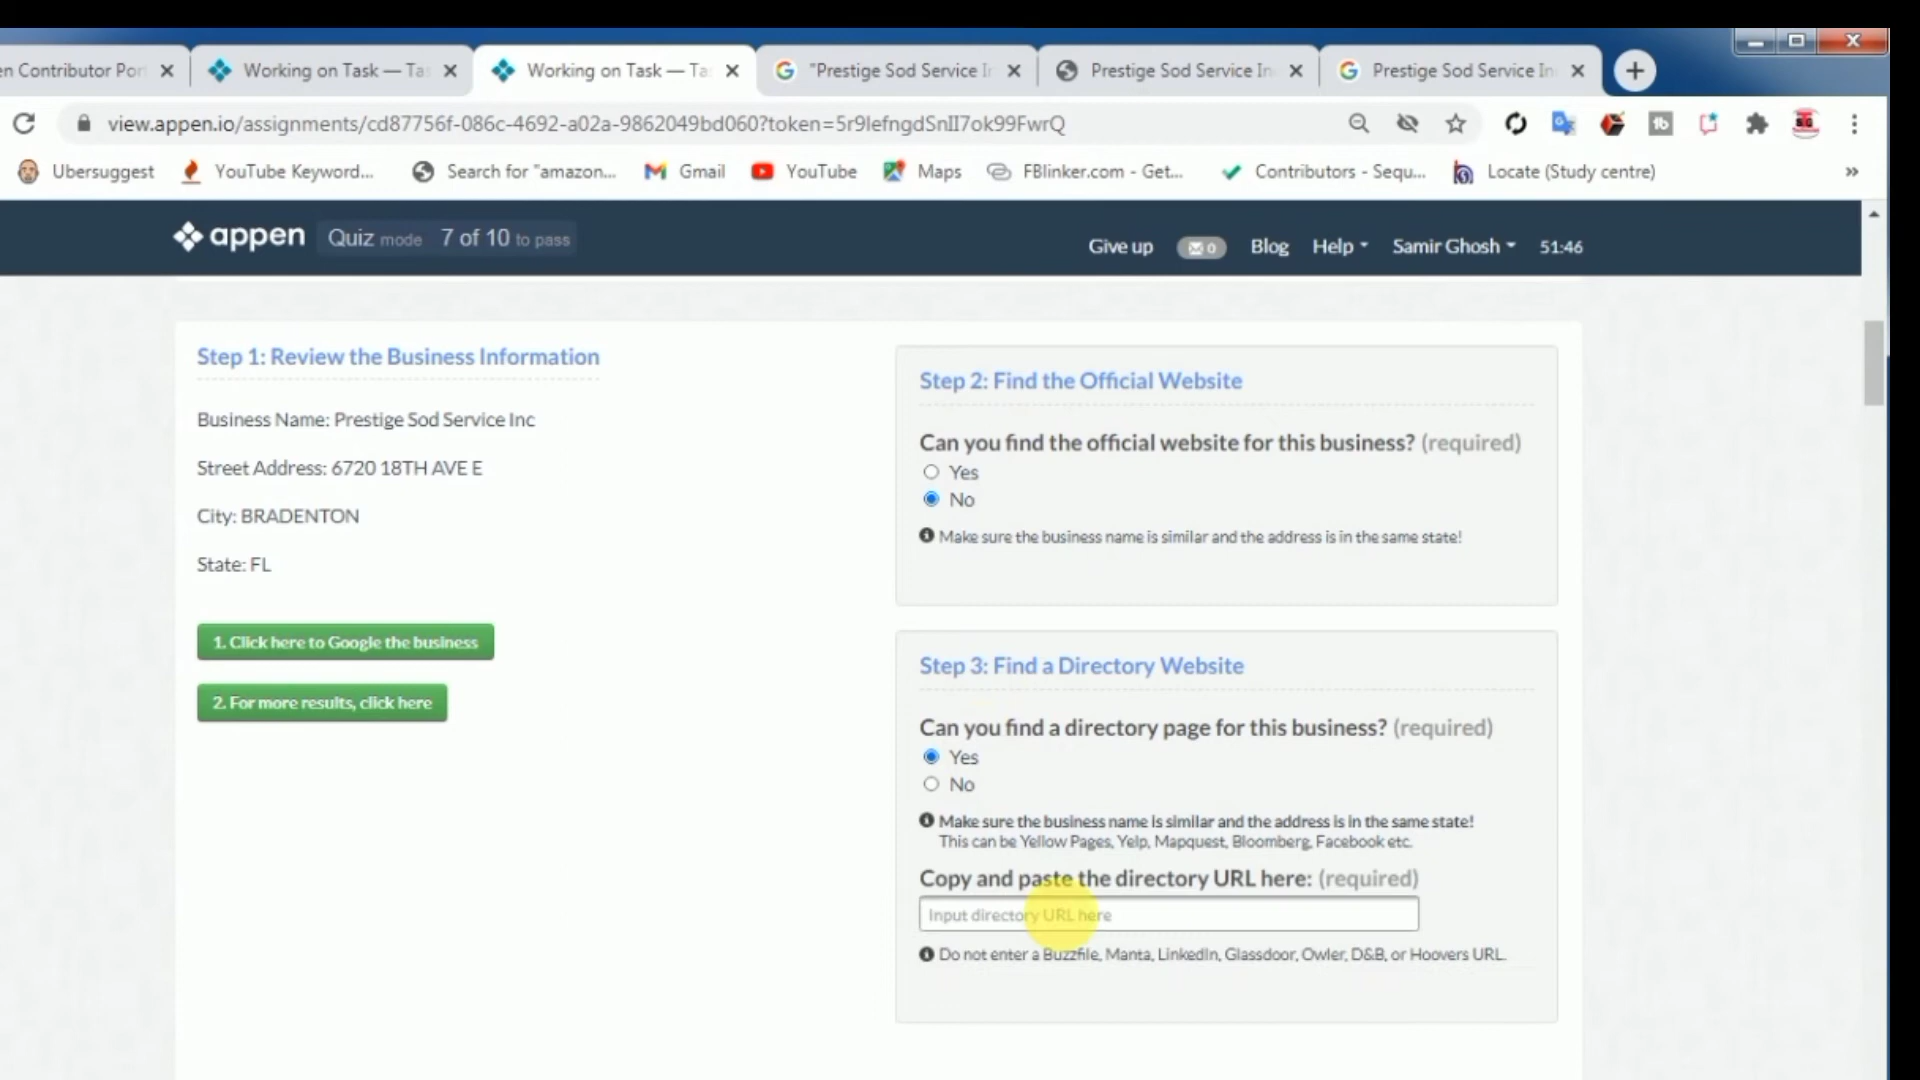 en Contributor Por
Working on Task — Ta
Working on Task — Ta
"Prestige Sod Service I
Prestige Sod Service In
Prestige Sod Service In
view.appen.io/assignments/cd87756f-086c-4692-a02a-9862049bd060?token=5r9lefngdSnII7ok99FwrQ
Ubersuggest
YouTube Keyword...
Search for "amazon...
Gmail
YouTube
Maps
FBlinker.com - Get...
Contributors - Sequ...
Locate (Study centre)
»
appen
Quiz mode 7 of 10 to pass
Give up
0
Blog
Help
Samir Ghosh
51:46
Step 1: Review the Business Information
Business Name: Prestige Sod Service Inc
Street Address: 6720 18TH AVE E
City: BRADENTON
State: FL
1. Click here to Google the business
2. For more results, click here
Step 2: Find the Official Website
Can you find the official website for this business? (required)
Yes
No
Make sure the business name is similar and the address is in the same state!
Step 3: Find a Directory Website
Can you find a directory page for this business? (required)
Yes
No
Make sure the business name is similar and the address is in the same state!
This can be Yellow Pages, Yelp, Mapquest, Bloomberg, Facebook etc.
Copy and paste the directory URL here: (required)
Input directory URL here
Do not enter a Buzzfile, Manta, LinkedIn, Glassdoor, Owler, D&B, or Hoovers URL.